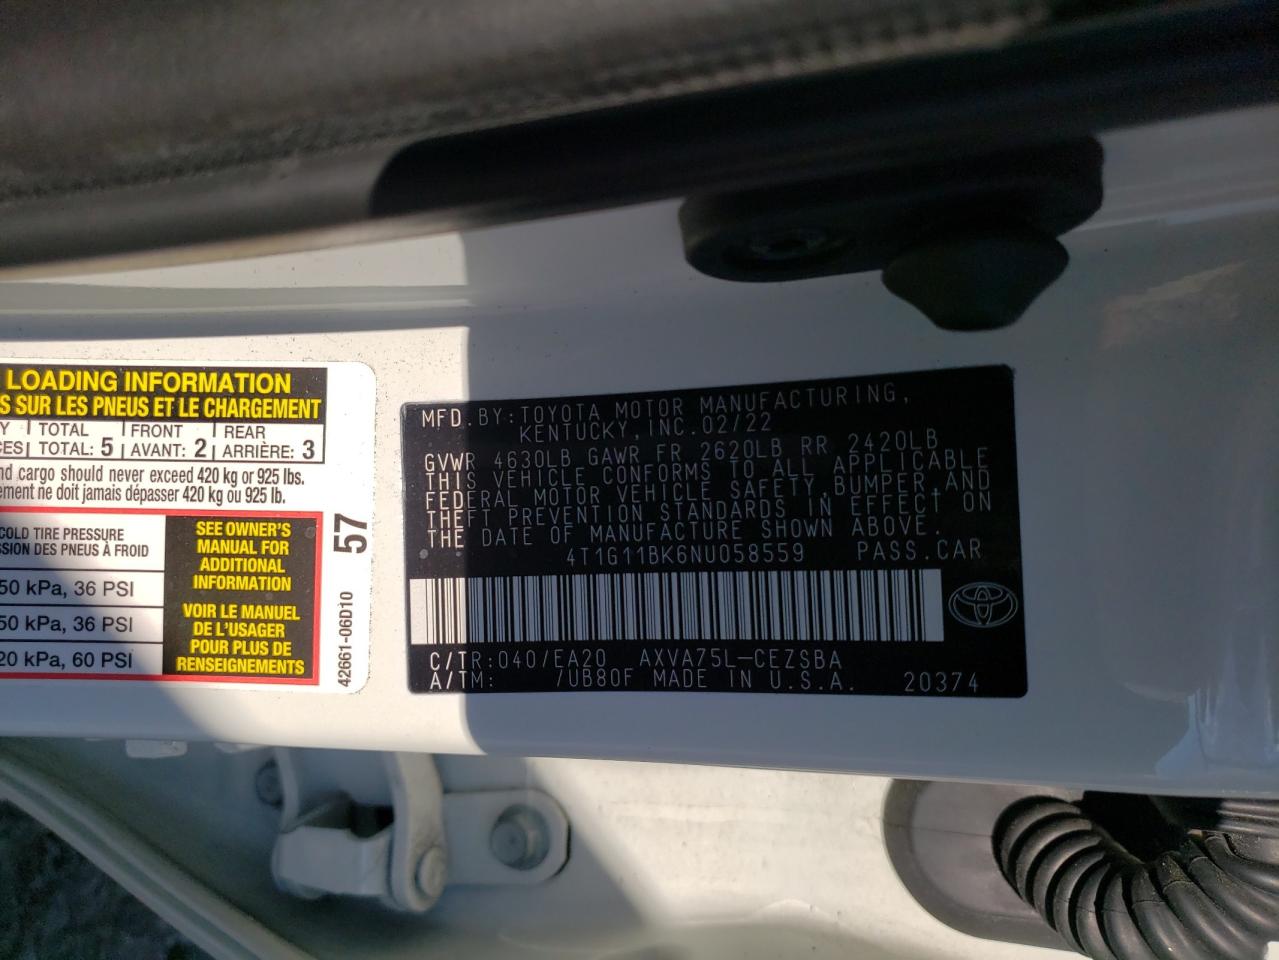 LOADING INFORMATION
S SUR LES PNEUS ET LE CHARGEMENT
Y TOTAL FRONT REAR
CES TOTAL: 5 AVANT: 2 ARRIÈRE: 3
nd cargo should never exceed 420 kg or 925 lbs.
ement ne doit jamais dépasser 420 kg ou 925 lb.
COLD TIRE PRESSURE
SION DES PNEUS À FROID
50 kPa, 36 PSI
50 kPa, 36 PSI
20 kPa, 60 PSI
SEE OWNER'S
MANUAL FOR
ADDITIONAL
INFORMATION
VOIR LE MANUEL
DE L'USAGER
POUR PLUS DE
RENSEIGNEMENTS
57
42661-06D10
MFD.BY:TOYOTA MOTOR MANUFACTURING,
KENTUCKY,INC.02/22
GVWR 4630LB GAWR FR 2620LB RR 2420LB
THIS VEHICLE CONFORMS TO ALL APPLICABLE
FEDERAL MOTOR VEHICLE SAFETY,BUMPER,AND
THEFT PREVENTION STANDARDS IN EFFECT ON
THE DATE OF MANUFACTURE SHOWN ABOVE.
4T1G11BK6NU058559 PASS.CAR
C/TR:040/EA20 AXVA75L-CEZSBA
A/TM: /UB80F MADE IN U.S.A. 20374